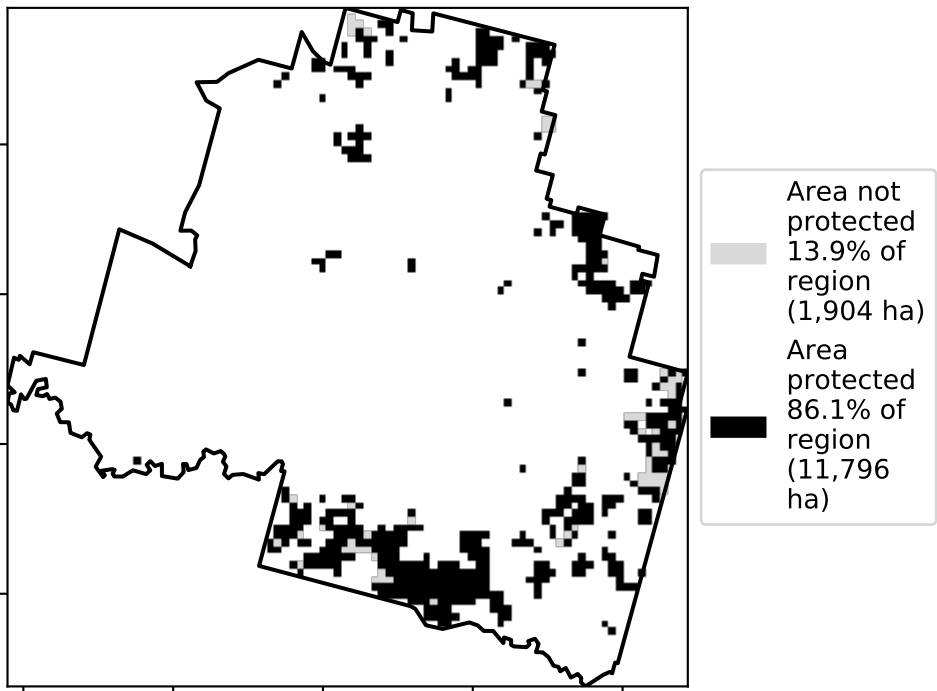 Area not
protected
13.9% of
region
(1,904 ha)
Area
protected
86.1% of
region
(11,796
ha)